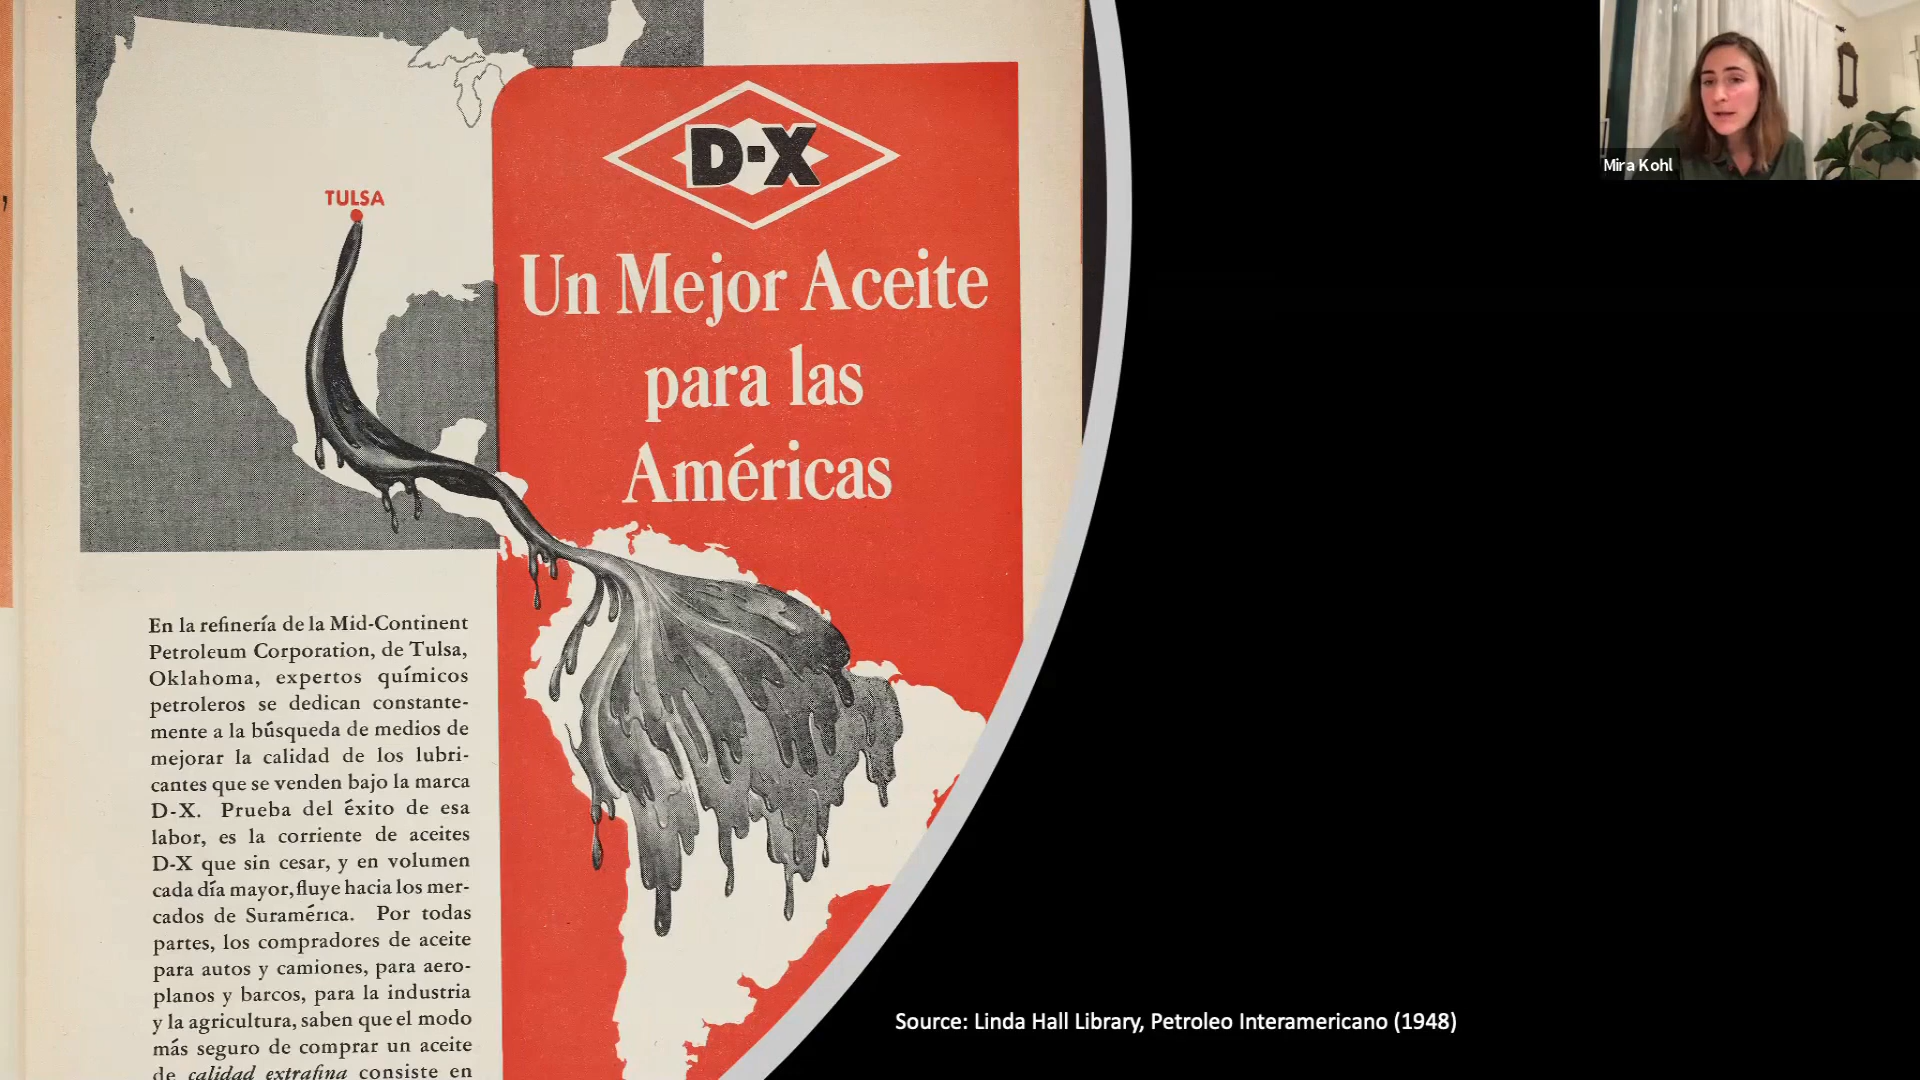 TULSA
D-X
Un Mejor Aceite
para las
Américas
En la refinería de la Mid-Continent
Petroleum Corporation, de Tulsa,
Oklahoma, expertos químicos
petroleros se dedican constante-
mente a la búsqueda de medios de
mejorar la calidad de los lubri-
cantes que se venden bajo la marca
D-X. Prueba del éxito de esa
labor, es la corriente de aceites
D-X que sin cesar, y en volumen
cada día mayor, fluye hacia los mer-
cados de Suramérica. Por todas
partes, los compradores de aceite
para autos y camiones, para aero-
planos y barcos, para la industria
y la agricultura, saben que el modo
más seguro de comprar un aceite
de calidad extrafina consiste en
Source: Linda Hall Library, Petroleo Interamericano (1948)
Mira Kohl